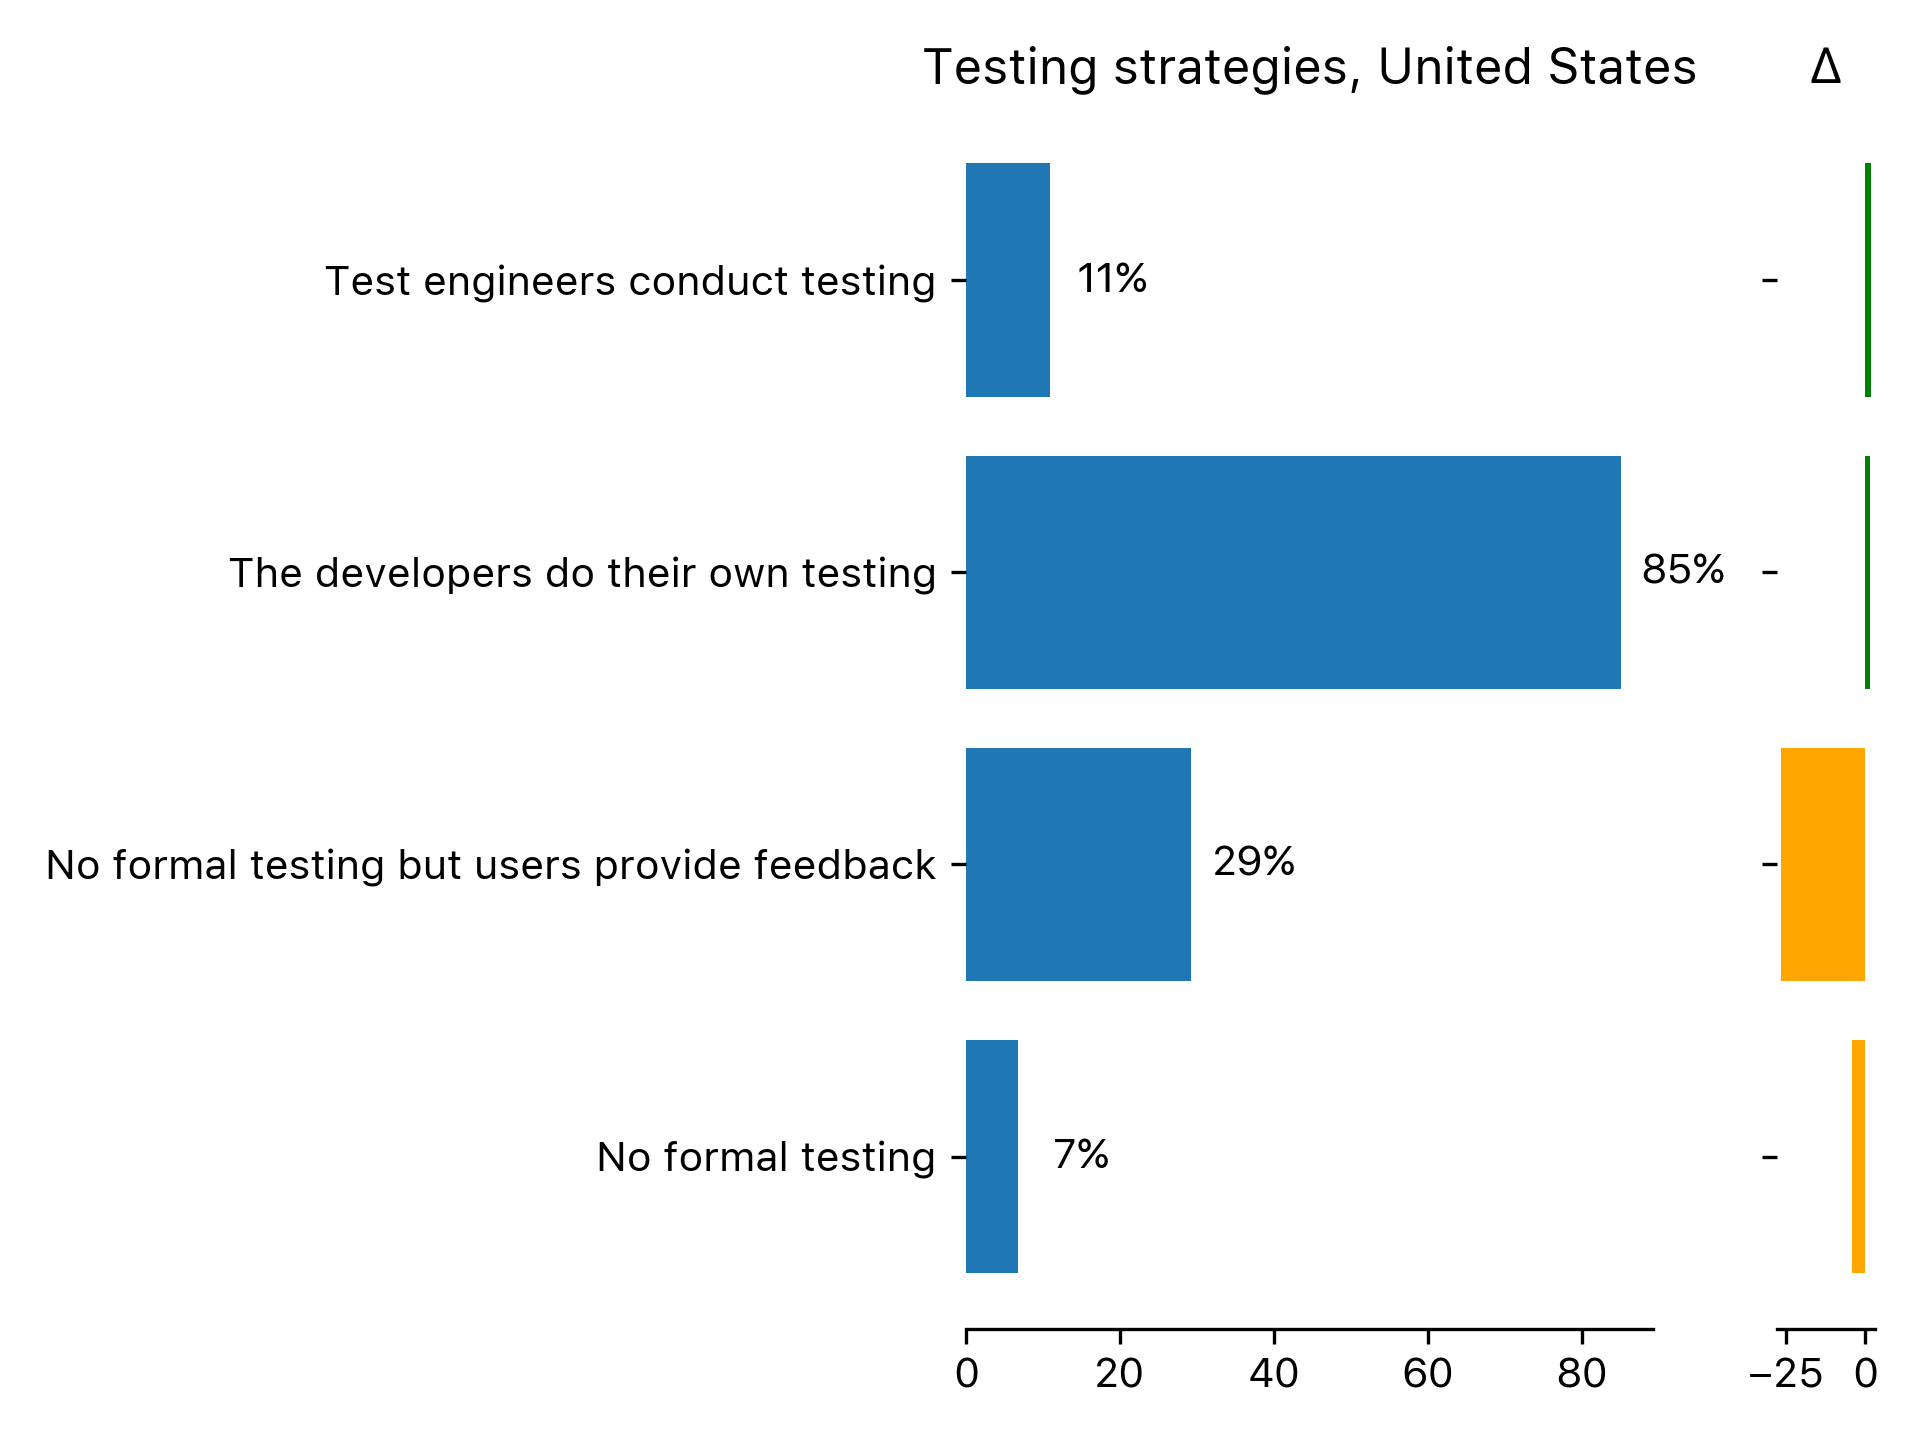 Testing strategies, United States
Δ
Test engineers conduct testing
11%
The developers do their own testing
85%
No formal testing but users provide feedback
29%
No formal testing
7%
0 20 40 60 80
−25 0